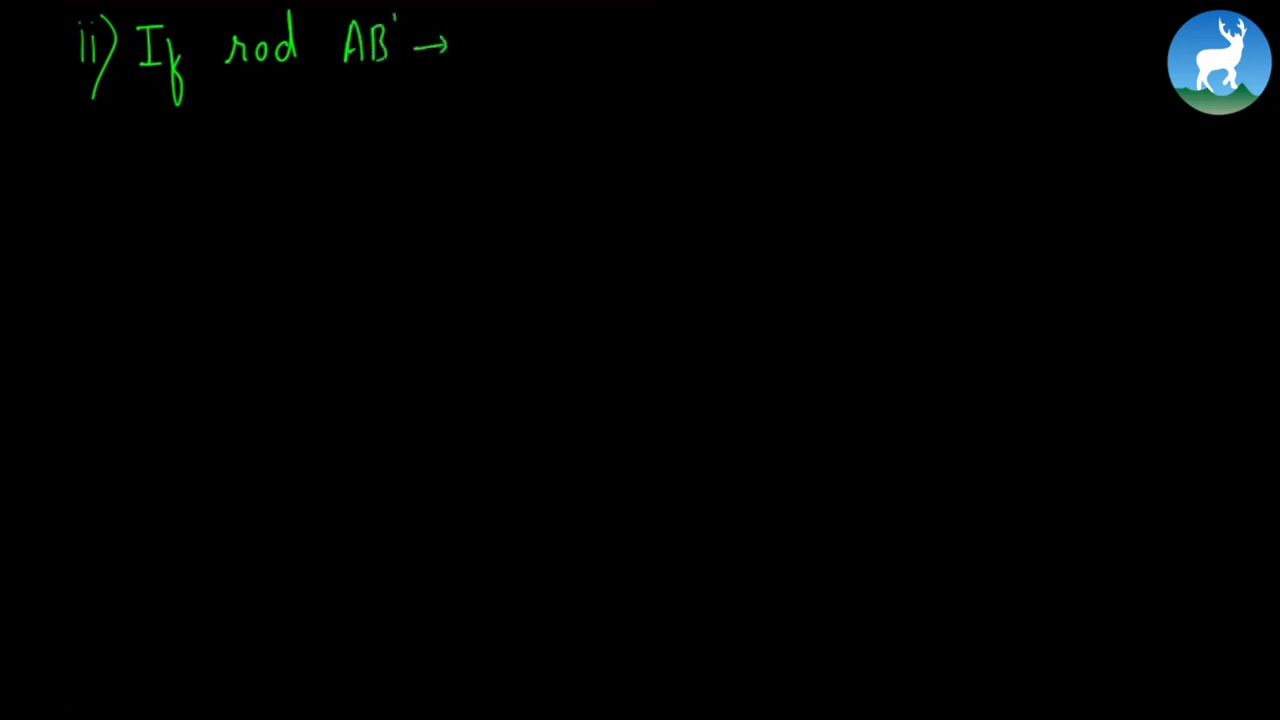 ii) If rod AB' →